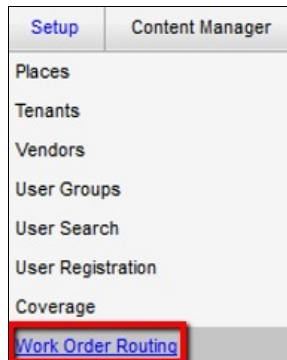 Setup Content Manager
Places
Tenants
Vendors
User Groups
User Search
User Registration
Coverage
Work Order Routing